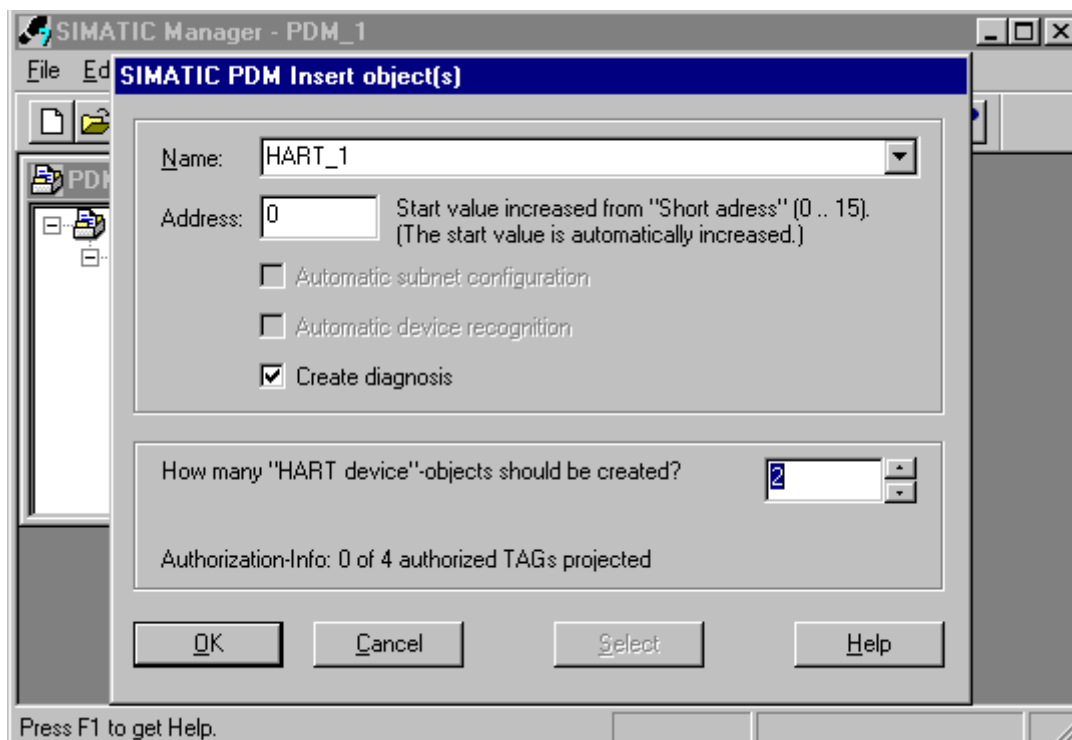 SIMATIC Manager - PDM_1
File Ed
SIMATIC PDM Insert object(s)
PDM
Name: HART_1
Address: 0 Start value increased from "Short adress" (0 .. 15).
(The start value is automatically increased.)
Automatic subnet configuration
Automatic device recognition
Create diagnosis
How many "HART device"-objects should be created? 2
Authorization-Info: 0 of 4 authorized TAGs projected
OK Cancel Select Help
Press F1 to get Help.